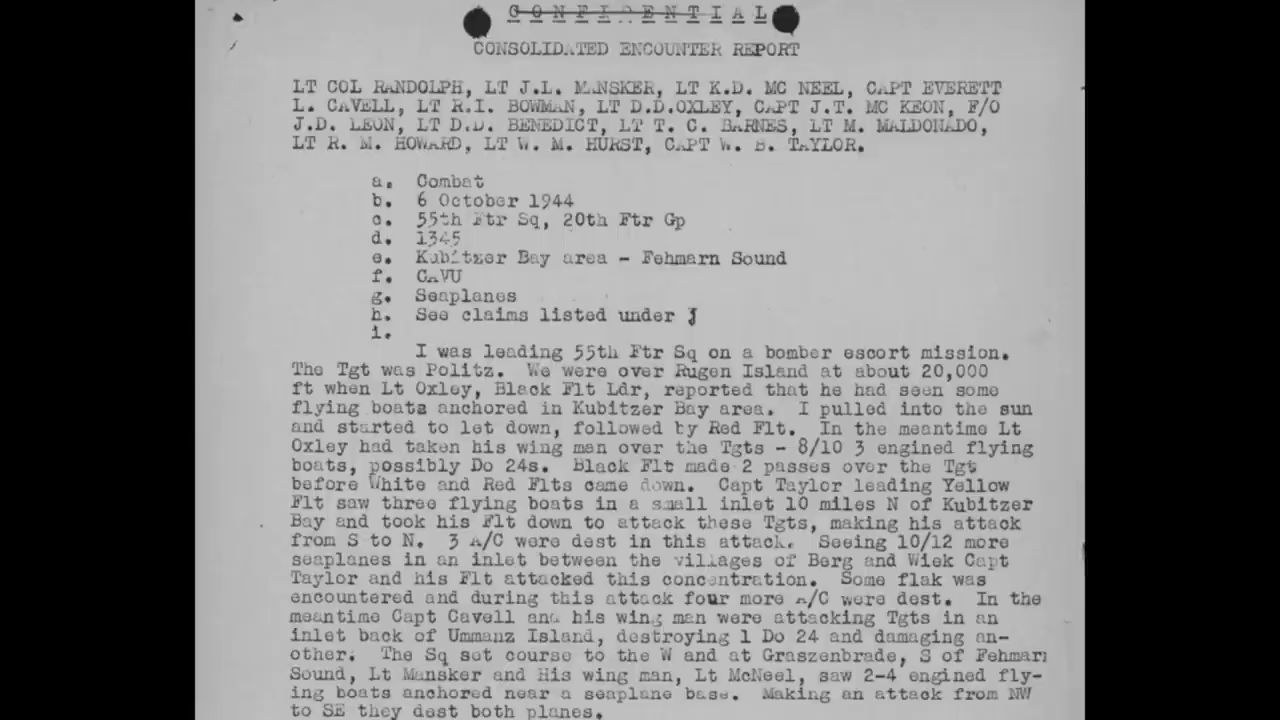 CONFIDENTIAL
CONSOLIDATED ENCOUNTER REPORT
LT COL RANDOLPH, LT J.L. MANSKER, LT K.D. MC NEEL, CAPT EVERETT
L. CAVELL, LT R.I. BOWMAN, LT D.D.OXLEY, CAPT J.T. MC KEON, F/O
J.D. LEON, LT D.D. BENEDICT, LT T. C. BARNES, LT M. MALDONADO,
LT R. M. HOWARD, LT W. M. HURST, CAPT W. B. TAYLOR.
a. Combat
b. 6 October 1944
c. 55th Ftr Sq, 20th Ftr Gp
d. 1345
e. Kubitzer Bay area - Fehmarn Sound
f. CAVU
g. Seaplanes
h. See claims listed under J
i.
I was leading 55th Ftr Sq on a bomber escort mission.
The Tgt was Politz. We were over Rugen Island at about 20,000
ft when Lt Oxley, Black Flt Ldr, reported that he had seen some
flying boats anchored in Kubitzer Bay area. I pulled into the sun
and started to let down, followed by Red Flt. In the meantime Lt
Oxley had taken his wing man over the Tgts - 8/10 3 engined flying
boats, possibly Do 24s. Black Flt made 2 passes over the Tgt
before White and Red Flts came down. Capt Taylor leading Yellow
Flt saw three flying boats in a small inlet 10 miles N of Kubitzer
Bay and took his Flt down to attack these Tgts, making his attack
from S to N. 3 A/C were dest in this attack. Seeing 10/12 more
seaplanes in an inlet between the villages of Berg and Wiek Capt
Taylor and his Flt attacked this concentration. Some flak was
encountered and during this attack four more A/C were dest. In the
meantime Capt Cavell and his wing man were attacking Tgts in an
inlet back of Ummanz Island, destroying 1 Do 24 and damaging an-
other. The Sq set course to the W and at Graszenbrade, S of Fehmarn
Sound, Lt Mansker and His wing man, Lt McNeel, saw 2-4 engined fly-
ing boats anchored near a seaplane base. Making an attack from NW
to SE they dest both planes.